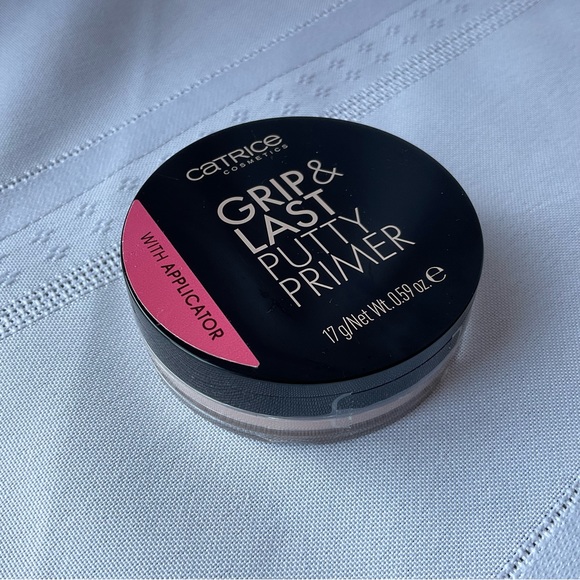 CATRICE
COSMETICS
GRIP&
LAST
PUTTY
PRIMER
17 g/Net Wt. 0.59 oz. ℮
WITH APPLICATOR